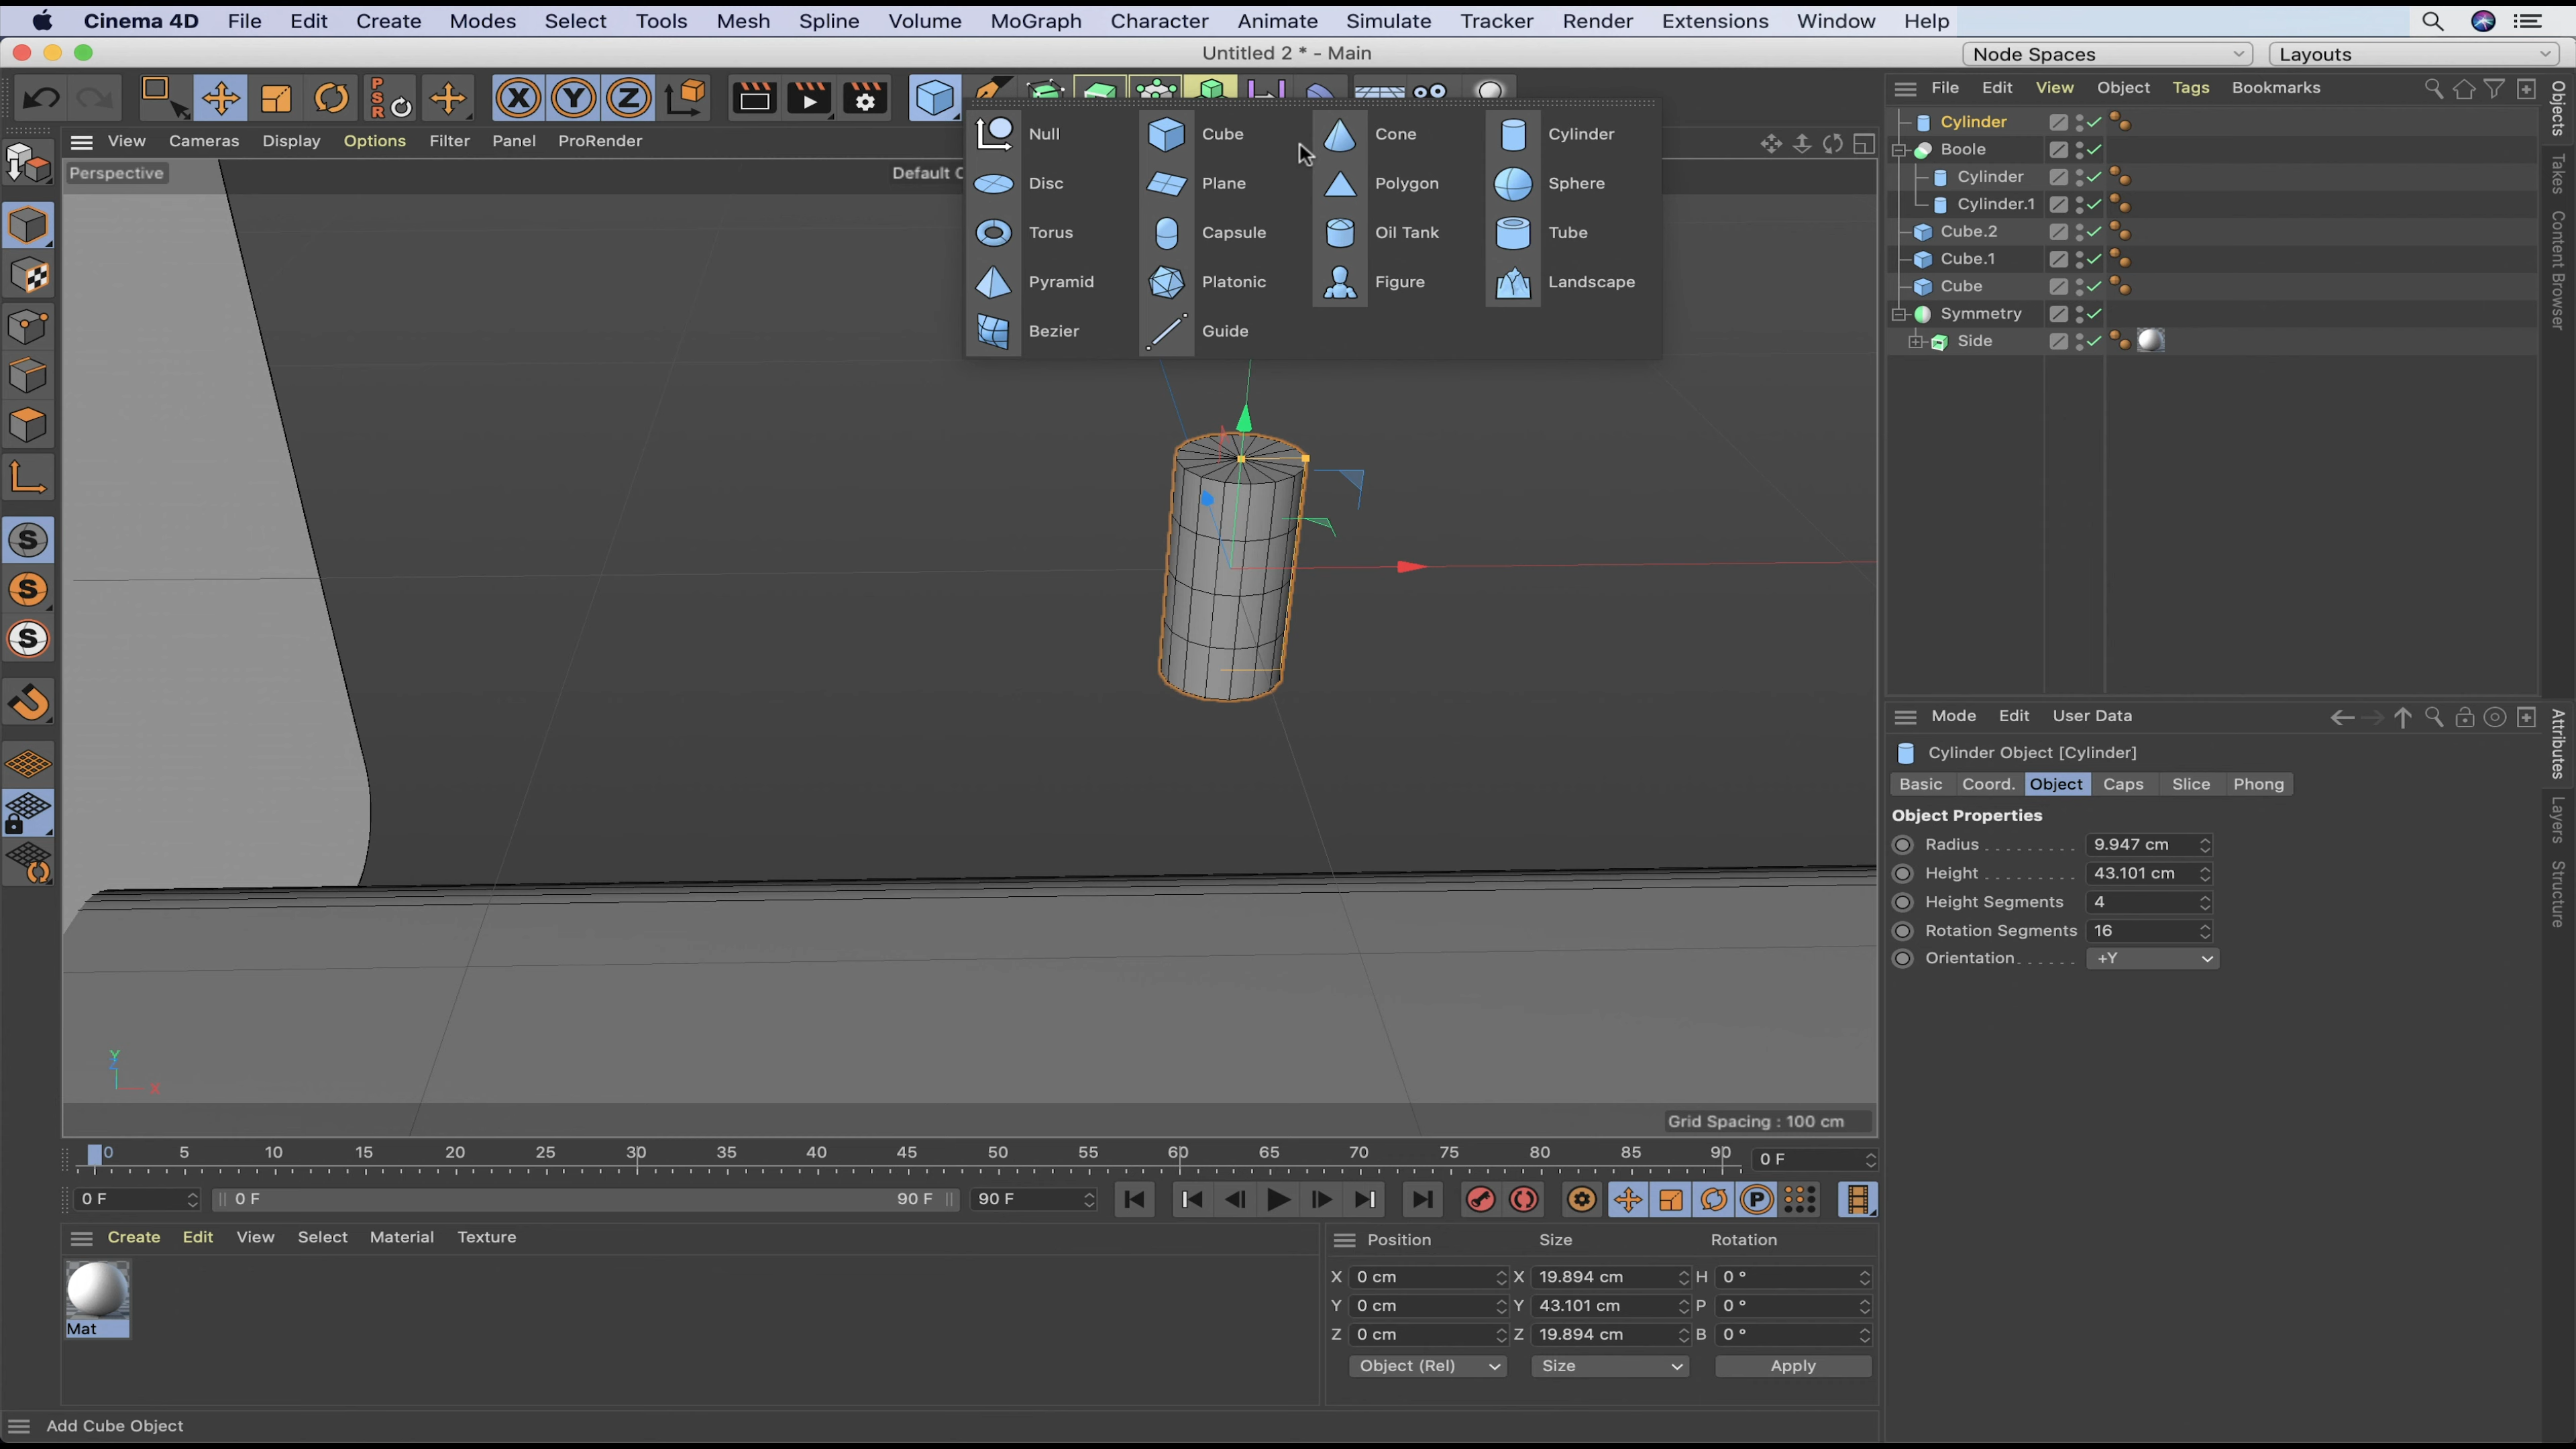 Cinema 4D File Edit Create Modes Select Tools Mesh Spline Volume MoGraph Character Animate Simulate Tracker Render Extensions Window Help
Untitled 2 * - Main
Node Spaces Layouts
P
S
R
X Y Z
File Edit View Object Tags Bookmarks
View Cameras Display Options Filter Panel ProRender
Perspective
Default C
Null Cube Cone Cylinder
Disc Plane Polygon Sphere
Torus Capsule Oil Tank Tube
Pyramid Platonic Figure Landscape
Bezier Guide
Cylinder
Boole
Cylinder
Cylinder.1
Cube.2
Cube.1
Cube
Symmetry
Side
Objects
Takes
Content Browser
S
S
S
Mode Edit User Data
Cylinder Object [Cylinder]
Basic Coord. Object Caps Slice Phong
Object Properties
Radius 9.947 cm
Height 43.101 cm
Height Segments 4
Rotation Segments 16
Orientation +Y
Attributes
Layers
Structure
Y
Z
X
Grid Spacing : 100 cm
0 5 10 15 20 25 30 35 40 45 50 55 60 65 70 75 80 85 90 0 F
0 F 0 F 90 F 90 F P
Create Edit View Select Material Texture
Mat
Position Size Rotation
X 0 cm X 19.894 cm H 0 °
Y 0 cm Y 43.101 cm P 0 °
Z 0 cm Z 19.894 cm B 0 °
Object (Rel) Size Apply
Add Cube Object